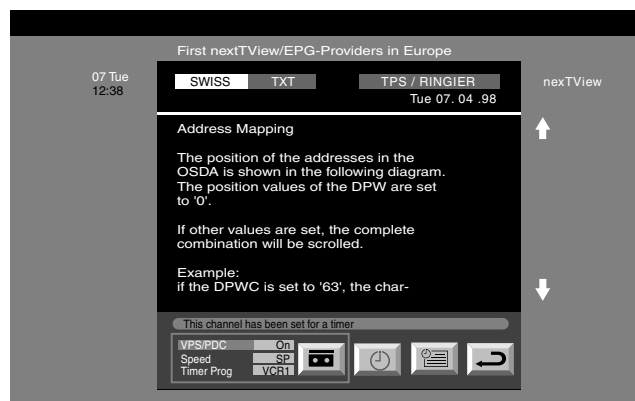 First nextTView/EPG-Providers in Europe
07 Tue
12:38
SWISS TXT TPS / RINGIER
Tue 07. 04 .98
nexTView
Address Mapping
The position of the addresses in the
OSDA is shown in the following diagram.
The position values of the DPW are set
to '0'.
If other values are set, the complete
combination will be scrolled.
Example:
if the DPWC is set to '63', the char-
This channel has been set for a timer
VPS/PDC On
Speed SP
Timer Prog VCR1